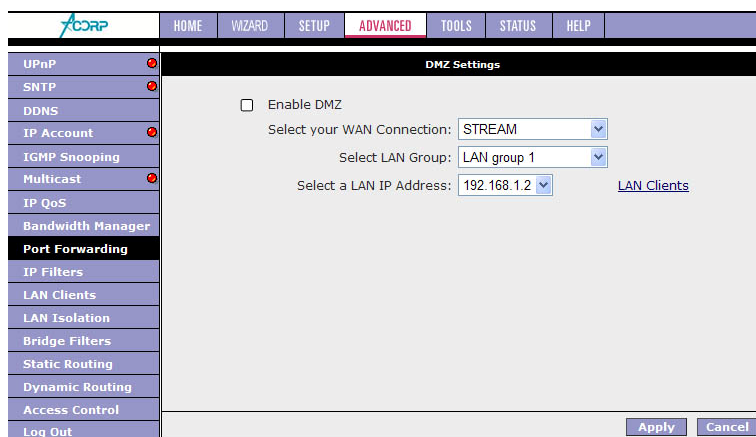 ACORP
HOME WIZARD SETUP ADVANCED TOOLS STATUS HELP
UPnP
SNTP
DDNS
IP Account
IGMP Snooping
Multicast
IP QoS
Bandwidth Manager
Port Forwarding
IP Filters
LAN Clients
LAN Isolation
Bridge Filters
Static Routing
Dynamic Routing
Access Control
Log Out
DMZ Settings
Enable DMZ
Select your WAN Connection: STREAM
Select LAN Group: LAN group 1
Select a LAN IP Address: 192.168.1.2 LAN Clients
Apply Cancel